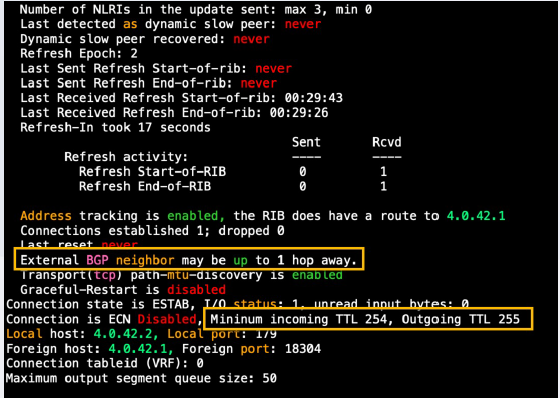 Number of NLRIs in the update sent: max 3, min 0
Last detected as dynamic slow peer: never
Dynamic slow peer recovered: never
Refresh Epoch: 2
Last Sent Refresh Start-of-rib: never
Last Sent Refresh End-of-rib: never
Last Received Refresh Start-of-rib: 00:29:43
Last Received Refresh End-of-rib: 00:29:26
Refresh-In took 17 seconds
Sent Rcvd
Refresh activity: ---- ----
Refresh Start-of-RIB 0 1
Refresh End-of-RIB 0 1
Address tracking is enabled, the RIB does have a route to 4.0.42.1
Connections established 1; dropped 0
Last reset never
External BGP neighbor may be up to 1 hop away.
Transport(tcp) path-mtu-discovery is enabled
Graceful-Restart is disabled
Connection state is ESTAB, I/O status: 1, unread input bytes: 0
Connection is ECN Disabled, Mininum incoming TTL 254, Outgoing TTL 255
Local host: 4.0.42.2, Local port: 179
Foreign host: 4.0.42.1, Foreign port: 18304
Connection tableid (VRF): 0
Maximum output segment queue size: 50